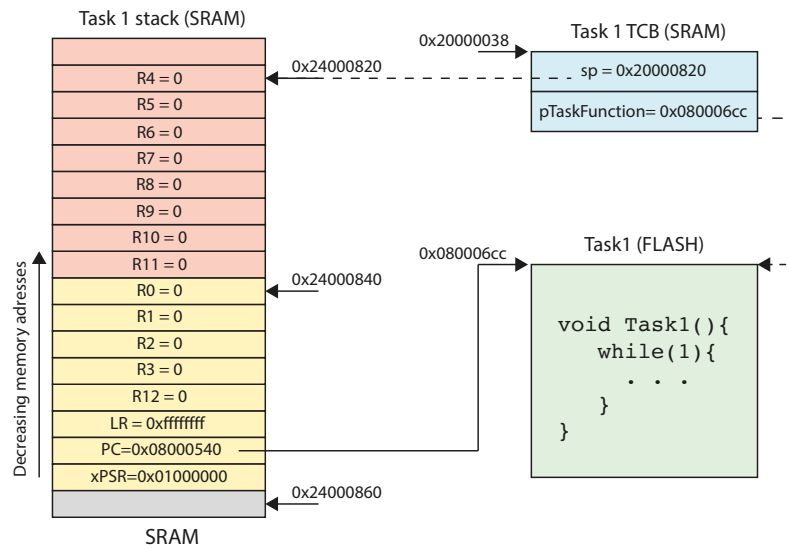 Task 1 stack (SRAM)
R4 = 0
R5 = 0
R6 = 0
R7 = 0
R8 = 0
R9 = 0
R10 = 0
R11 = 0
R0 = 0
R1 = 0
R2 = 0
R3 = 0
R12 = 0
LR = 0xffffffff
PC=0x08000540
xPSR=0x01000000
SRAM
Decreasing memory adresses
0x24000820
0x24000840
0x24000860
Task 1 TCB (SRAM)
0x20000038
sp = 0x20000820
pTaskFunction= 0x080006cc
Task1 (FLASH)
0x080006cc
void Task1(){
while(1){
. . .
}
}